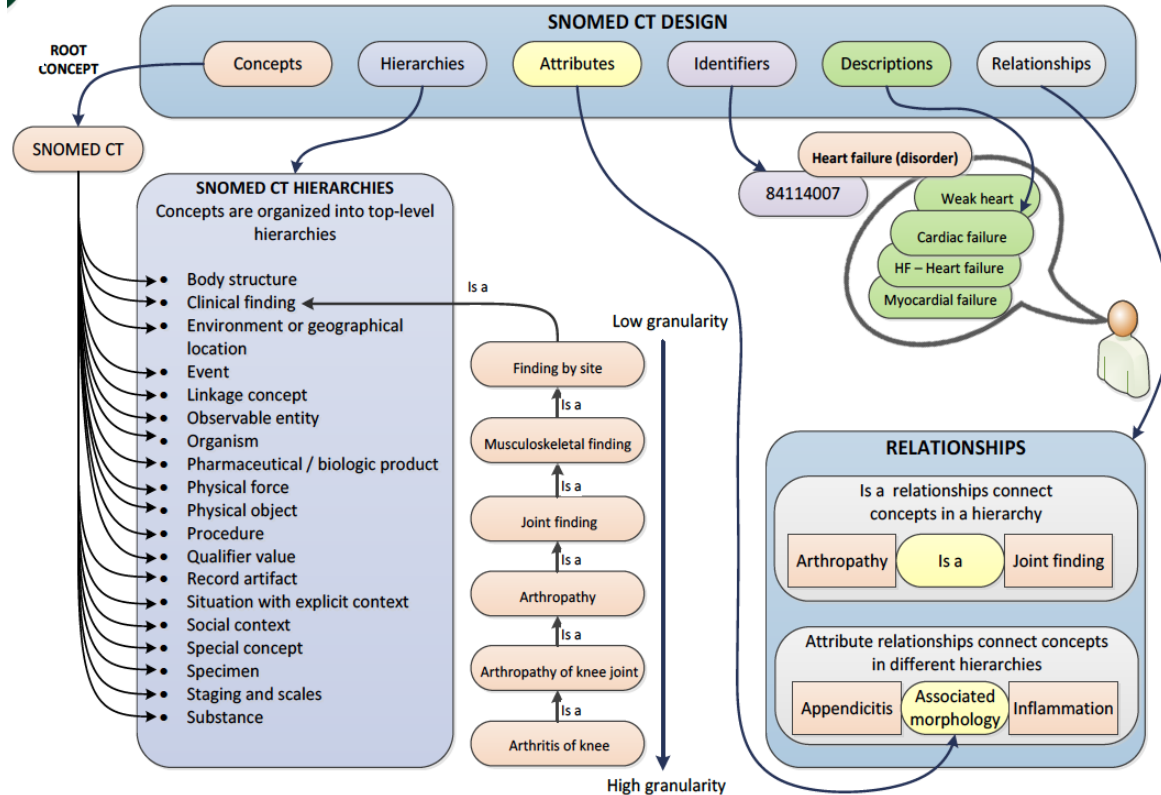 SNOMED CT DESIGN
ROOT
CONCEPT
Concepts
Hierarchies
Attributes
Identifiers
Descriptions
Relationships
SNOMED CT
SNOMED CT HIERARCHIES
Concepts are organized into top-level
hierarchies
• Body structure
• Clinical finding
• Environment or geographical
location
• Event
• Linkage concept
• Observable entity
• Organism
• Pharmaceutical / biologic product
• Physical force
• Physical object
• Procedure
• Qualifier value
• Record artifact
• Situation with explicit context
• Social context
• Special concept
• Specimen
• Staging and scales
• Substance
Is a
Finding by site
Is a
Musculoskeletal finding
Is a
Joint finding
Is a
Arthropathy
Is a
Arthropathy of knee joint
Is a
Arthritis of knee
Low granularity
High granularity
Heart failure (disorder)
84114007
Weak heart
Cardiac failure
HF – Heart failure
Myocardial failure
RELATIONSHIPS
Is a relationships connect
concepts in a hierarchy
Arthropathy
Is a
Joint finding
Attribute relationships connect concepts
in different hierarchies
Appendicitis
Associated
morphology
Inflammation